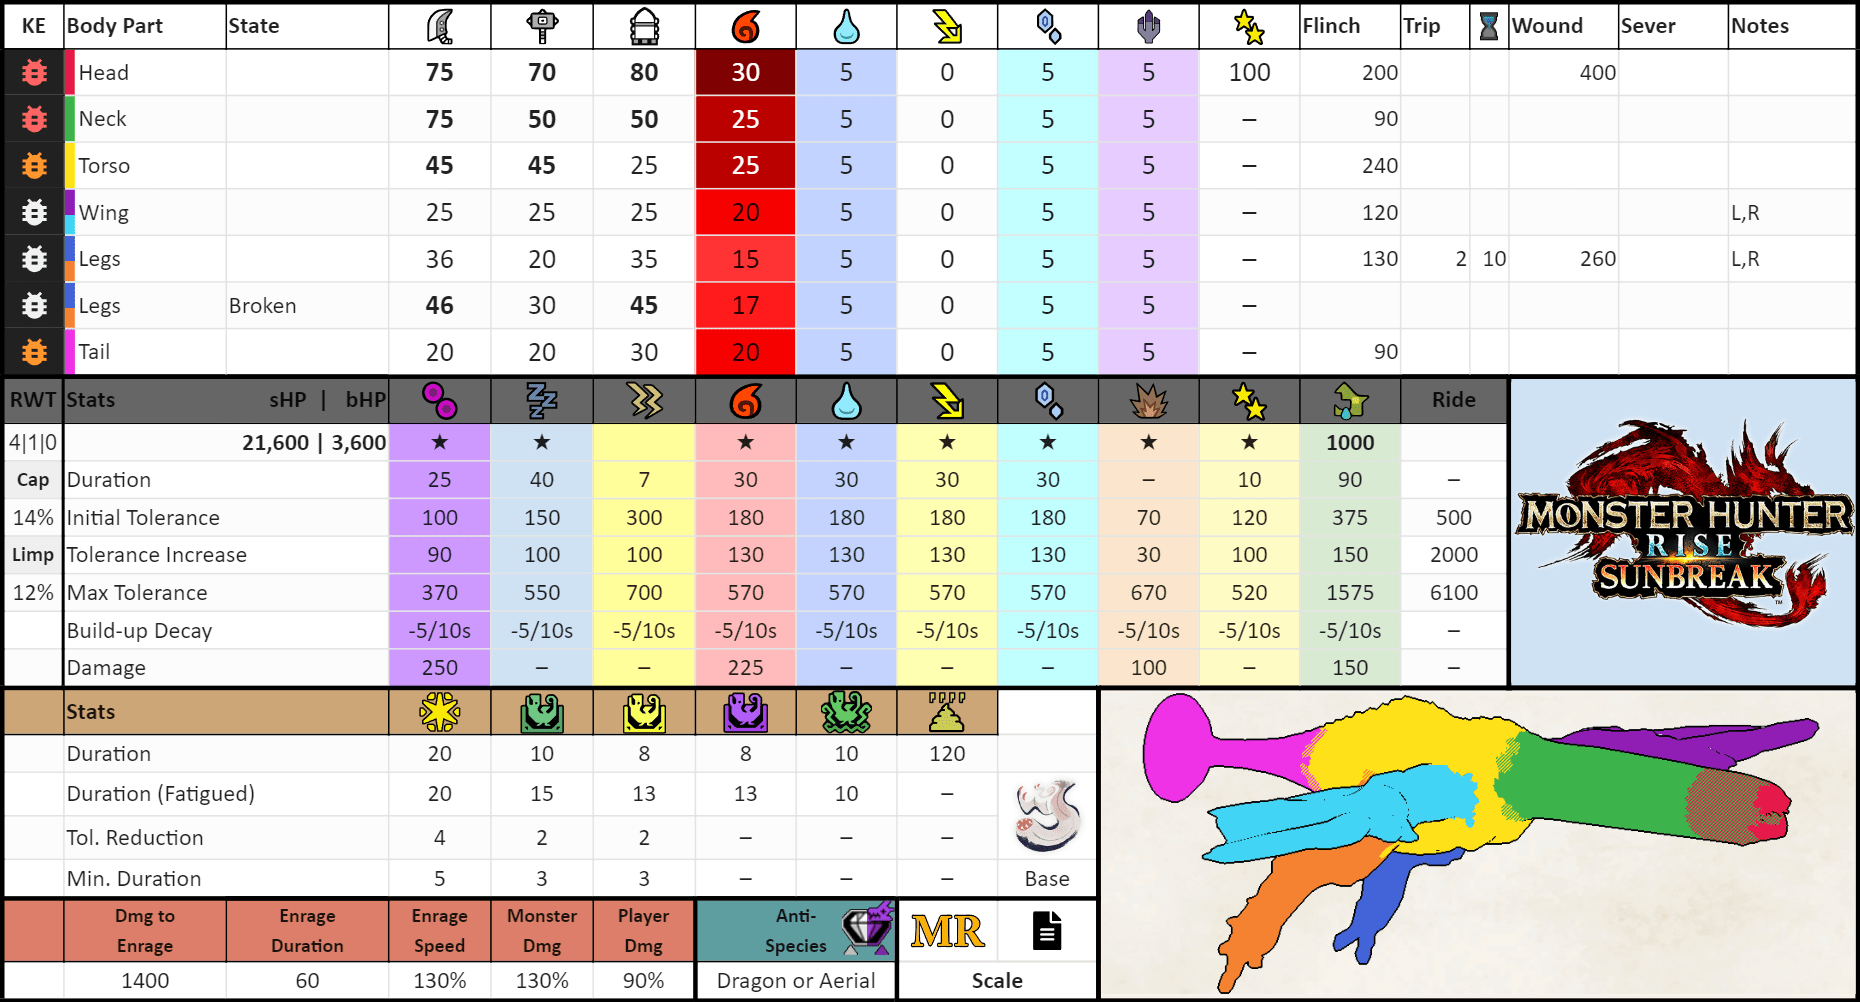 KE Body Part State Flinch Trip Wound Sever Notes
Head 75 70 80 30 5 0 5 5 100 200 400
Neck 75 50 50 25 5 0 5 5 – 90
Torso 45 45 25 25 5 0 5 5 – 240
Wing 25 25 25 20 5 0 5 5 – 120 L,R
Legs 36 20 35 15 5 0 5 5 – 130 2 10 260 L,R
Legs Broken 46 30 45 17 5 0 5 5 –
Tail 20 20 30 20 5 0 5 5 – 90
RWT Stats sHP | bHP Ride
4|1|0 21,600 | 3,600 ★ ★ ★ ★ ★ ★ ★ ★ 1000
Cap Duration 25 40 7 30 30 30 30 – 10 90 –
14% Initial Tolerance 100 150 300 180 180 180 180 70 120 375 500
Limp Tolerance Increase 90 100 100 130 130 130 130 30 100 150 2000
12% Max Tolerance 370 550 700 570 570 570 570 670 520 1575 6100
Build-up Decay -5/10s -5/10s -5/10s -5/10s -5/10s -5/10s -5/10s -5/10s -5/10s -5/10s –
Damage 250 – – 225 – – – 100 – 150 –
MONSTER HUNTER
RISE
SUNBREAK™
Stats
Duration 20 10 8 8 10 120
Duration (Fatigued) 20 15 13 13 10 –
Tol. Reduction 4 2 2 – – –
Min. Duration 5 3 3 – – – Base
Dmg to Enrage Enrage Monster Player Anti-
Enrage Duration Speed Dmg Dmg Species MR
1400 60 130% 130% 90% Dragon or Aerial Scale